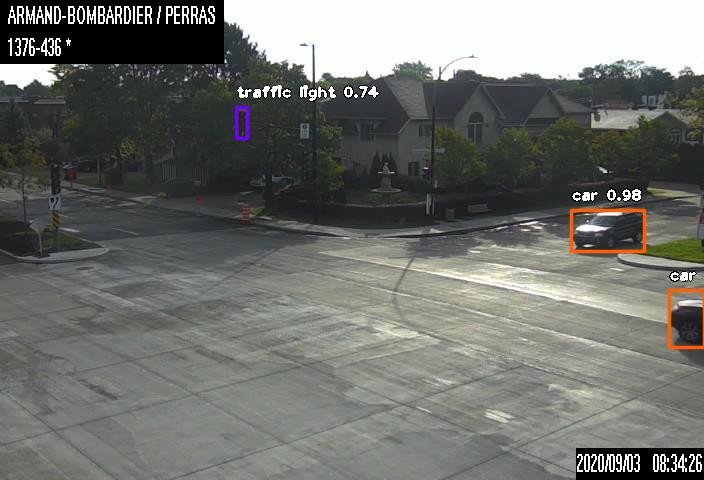 ARMAND-BOMBARDIER / PERRAS
1376-436 *
traffic light 0.74
car 0.98
car
97
2020/09/03 08:34:26